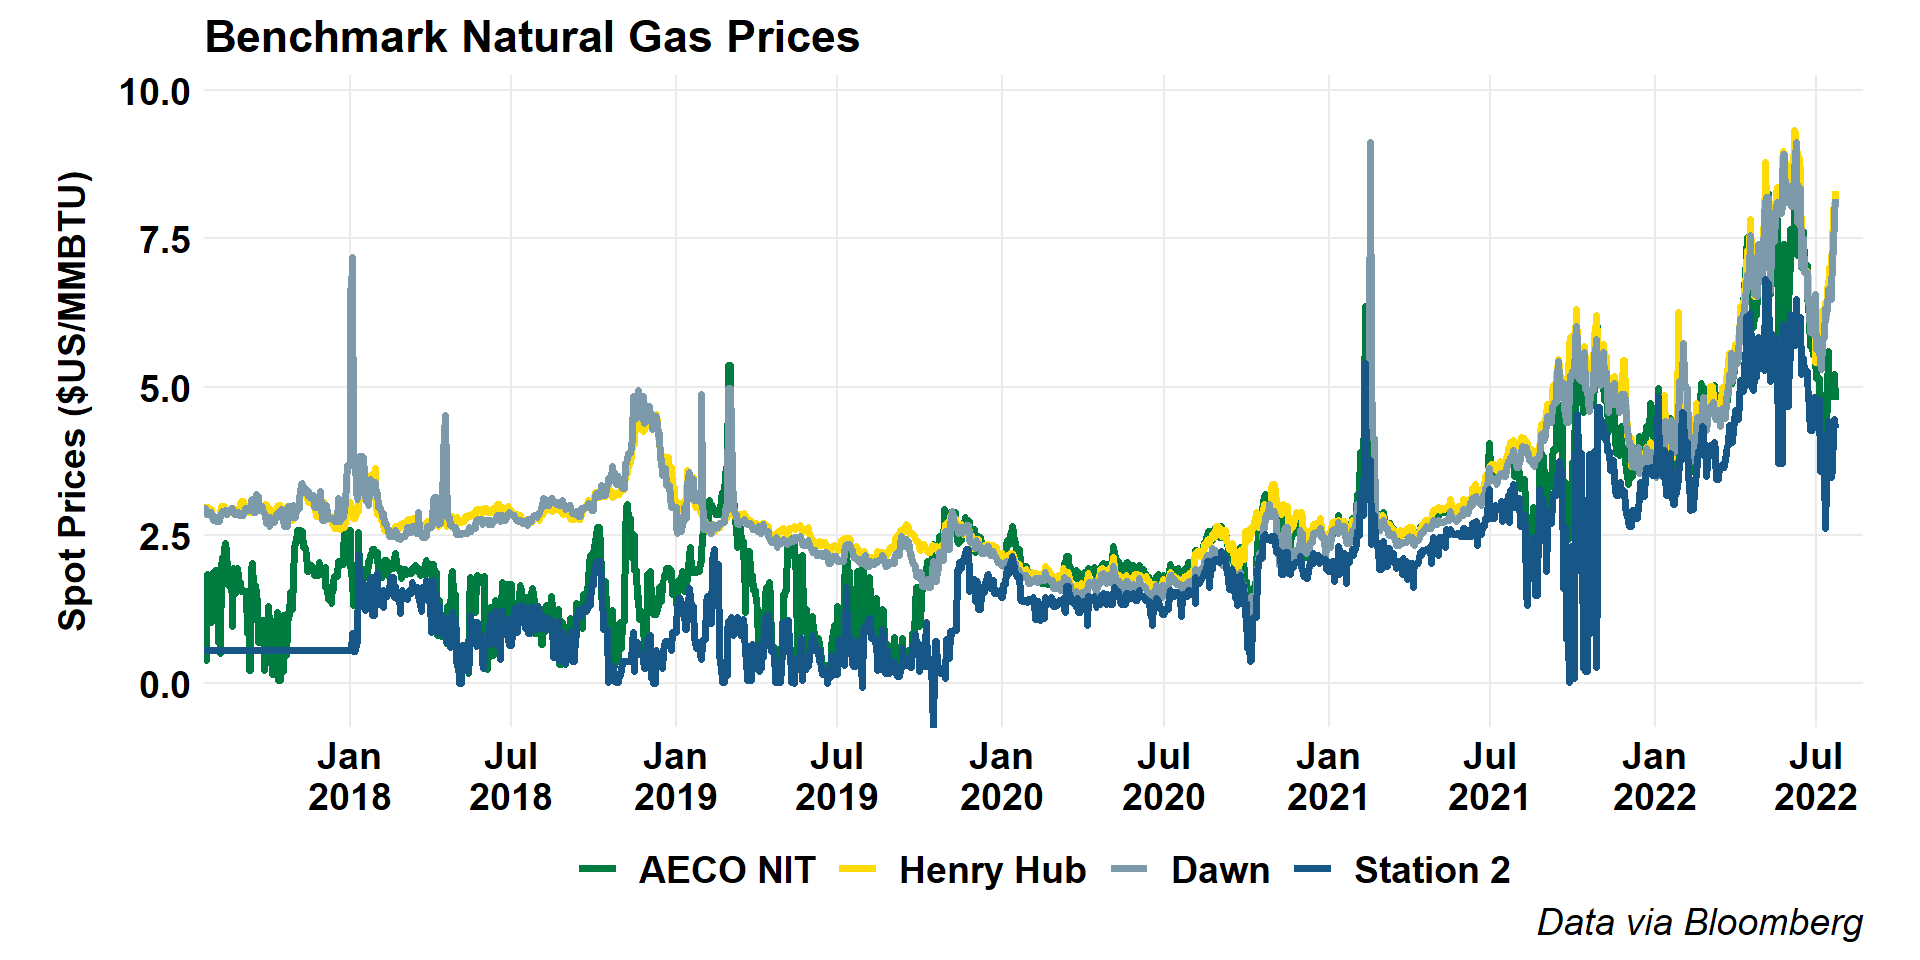 Benchmark Natural Gas Prices
Spot Prices ($US/MMBTU)
10.0
7.5
5.0
2.5
0.0
Jan Jul Jan Jul Jan Jul Jan Jul Jan Jul
2018 2018 2019 2019 2020 2020 2021 2021 2022 2022
AECO NIT Henry Hub Dawn Station 2
Data via Bloomberg